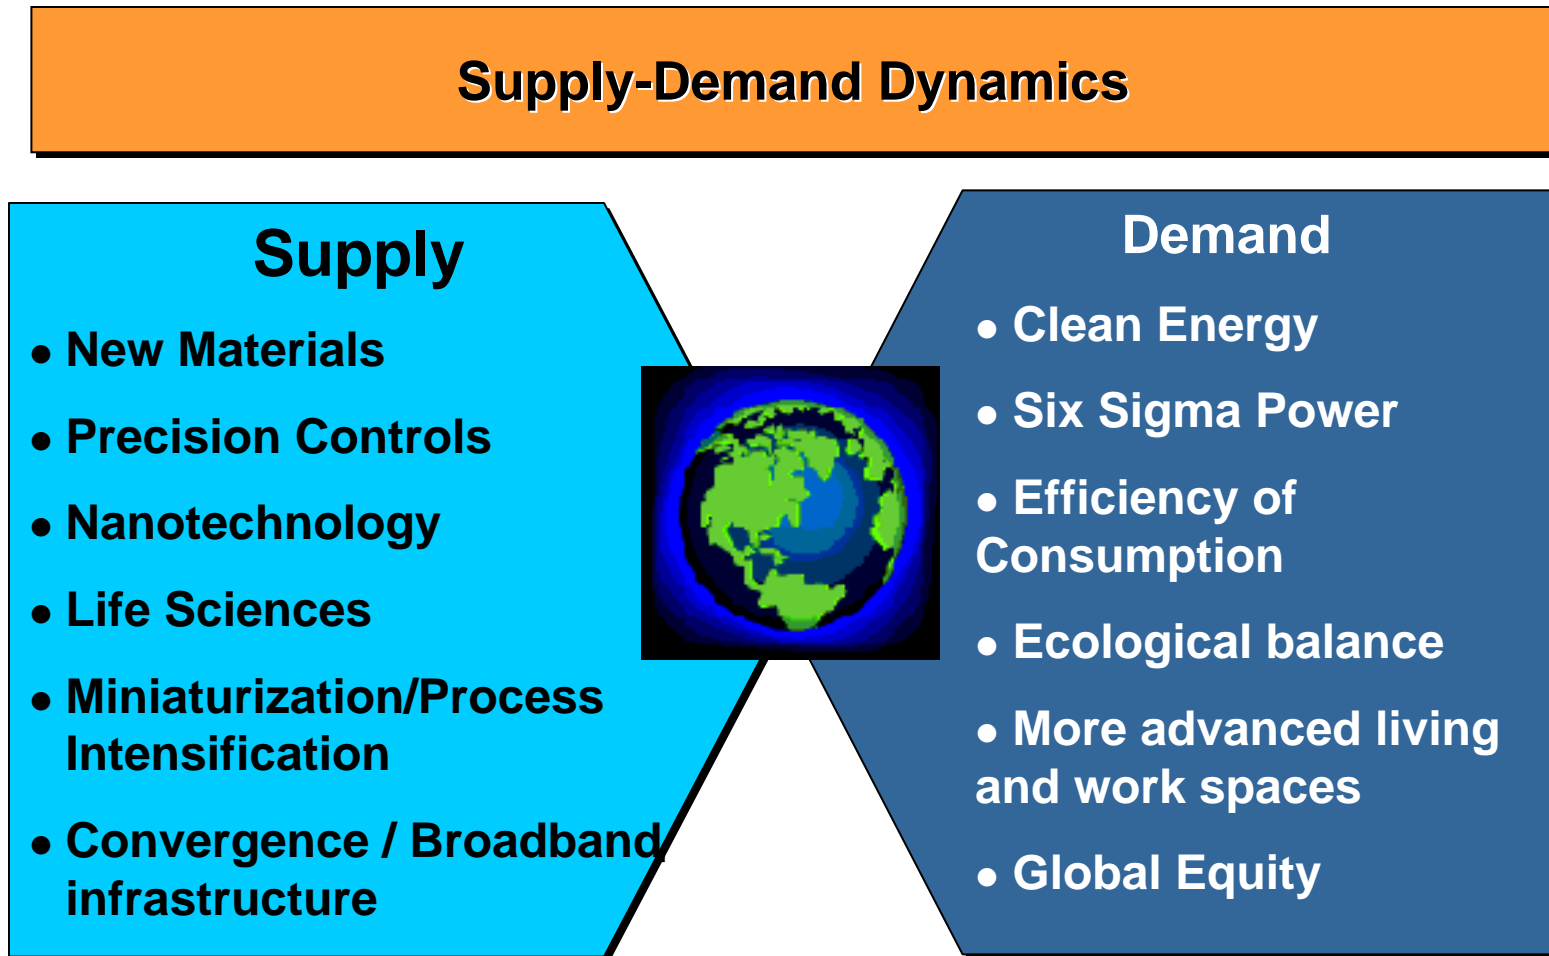 Supply-Demand Dynamics
Supply
● New Materials
● Precision Controls
● Nanotechnology
● Life Sciences
● Miniaturization/Process
Intensification
● Convergence / Broadband
infrastructure
Demand
● Clean Energy
● Six Sigma Power
● Efficiency of
Consumption
● Ecological balance
● More advanced living
and work spaces
● Global Equity